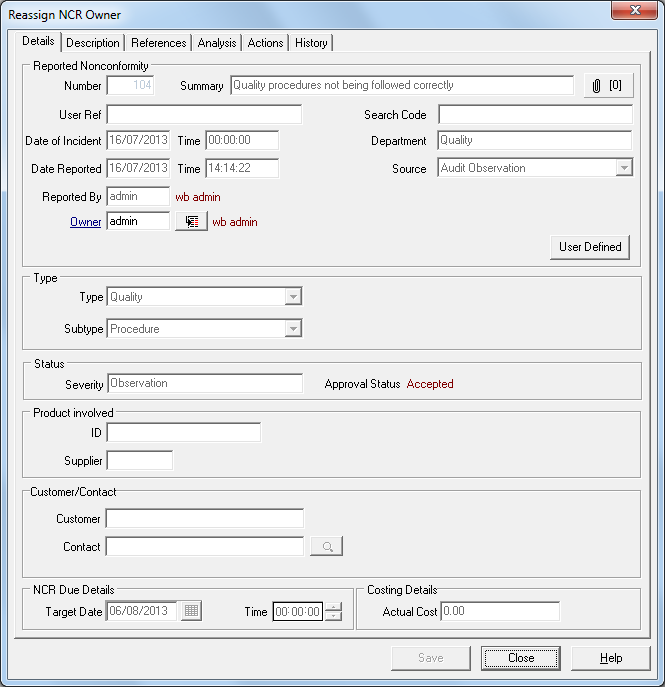 Reassign NCR Owner
Details Description References Analysis Actions History
Reported Nonconformity
Number 104 Summary Quality procedures not being followed correctly [0]
User Ref Search Code
Date of Incident 16/07/2013 Time 00:00:00 Department Quality
Date Reported 16/07/2013 Time 14:14:22 Source Audit Observation
Reported By admin wb admin
Owner admin wb admin
User Defined
Type
Type Quality
Subtype Procedure
Status
Severity Observation Approval Status Accepted
Product involved
ID
Supplier
Customer/Contact
Customer
Contact
NCR Due Details Costing Details
Target Date 06/08/2013 Time 00:00:00 Actual Cost 0.00
Save Close Help